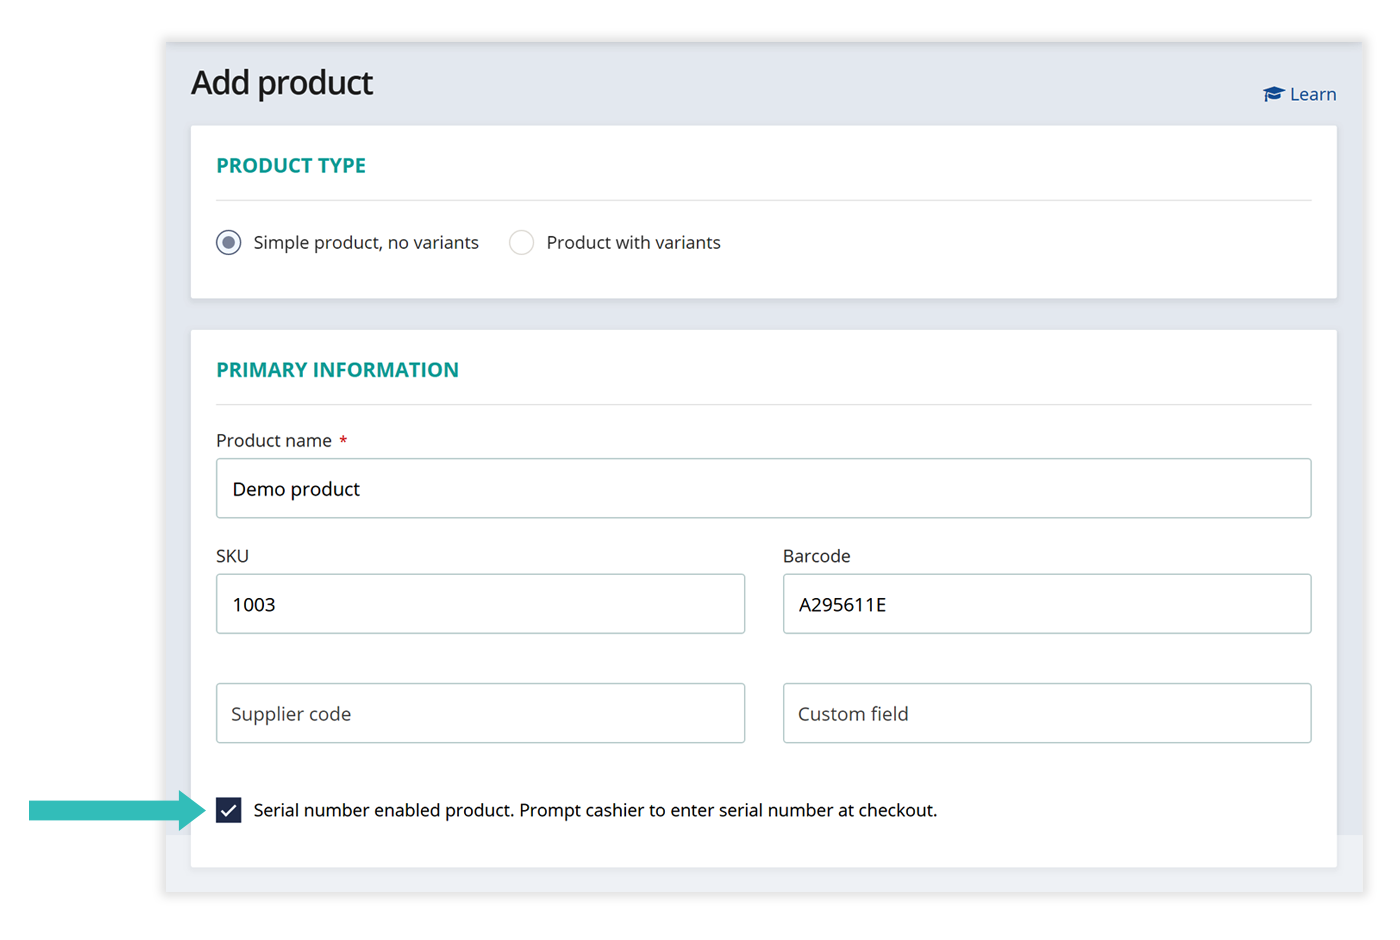 Add product
Learn
PRODUCT TYPE
Simple product, no variants
Product with variants
PRIMARY INFORMATION
Product name *
Demo product
SKU
Barcode
1003
A295611E
Supplier code
Custom field
Serial number enabled product. Prompt cashier to enter serial number at checkout.